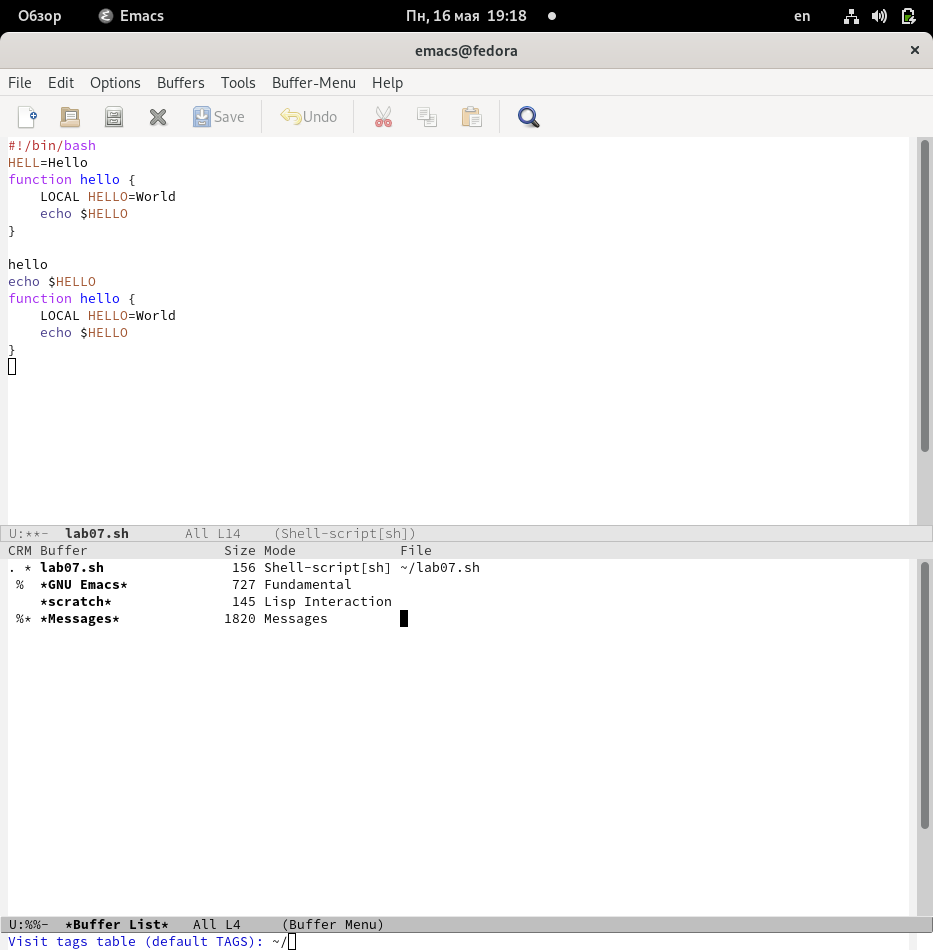 Обзор Emacs Пн, 16 мая 19:18 en
emacs@fedora ×
File Edit Options Buffers Tools Buffer-Menu Help
Save Undo
#!/bin/bash
HELL=Hello
function hello {
    LOCAL HELLO=World
    echo $HELLO
}
hello
echo $HELLO
function hello {
    LOCAL HELLO=World
    echo $HELLO
}
U:**- lab07.sh All L14 (Shell-script[sh])
CRM Buffer Size Mode File
. * lab07.sh 156 Shell-script[sh] ~/lab07.sh
% *GNU Emacs* 727 Fundamental
*scratch* 145 Lisp Interaction
%* *Messages* 1820 Messages
U:%%- *Buffer List* All L4 (Buffer Menu)
Visit tags table (default TAGS): ~/